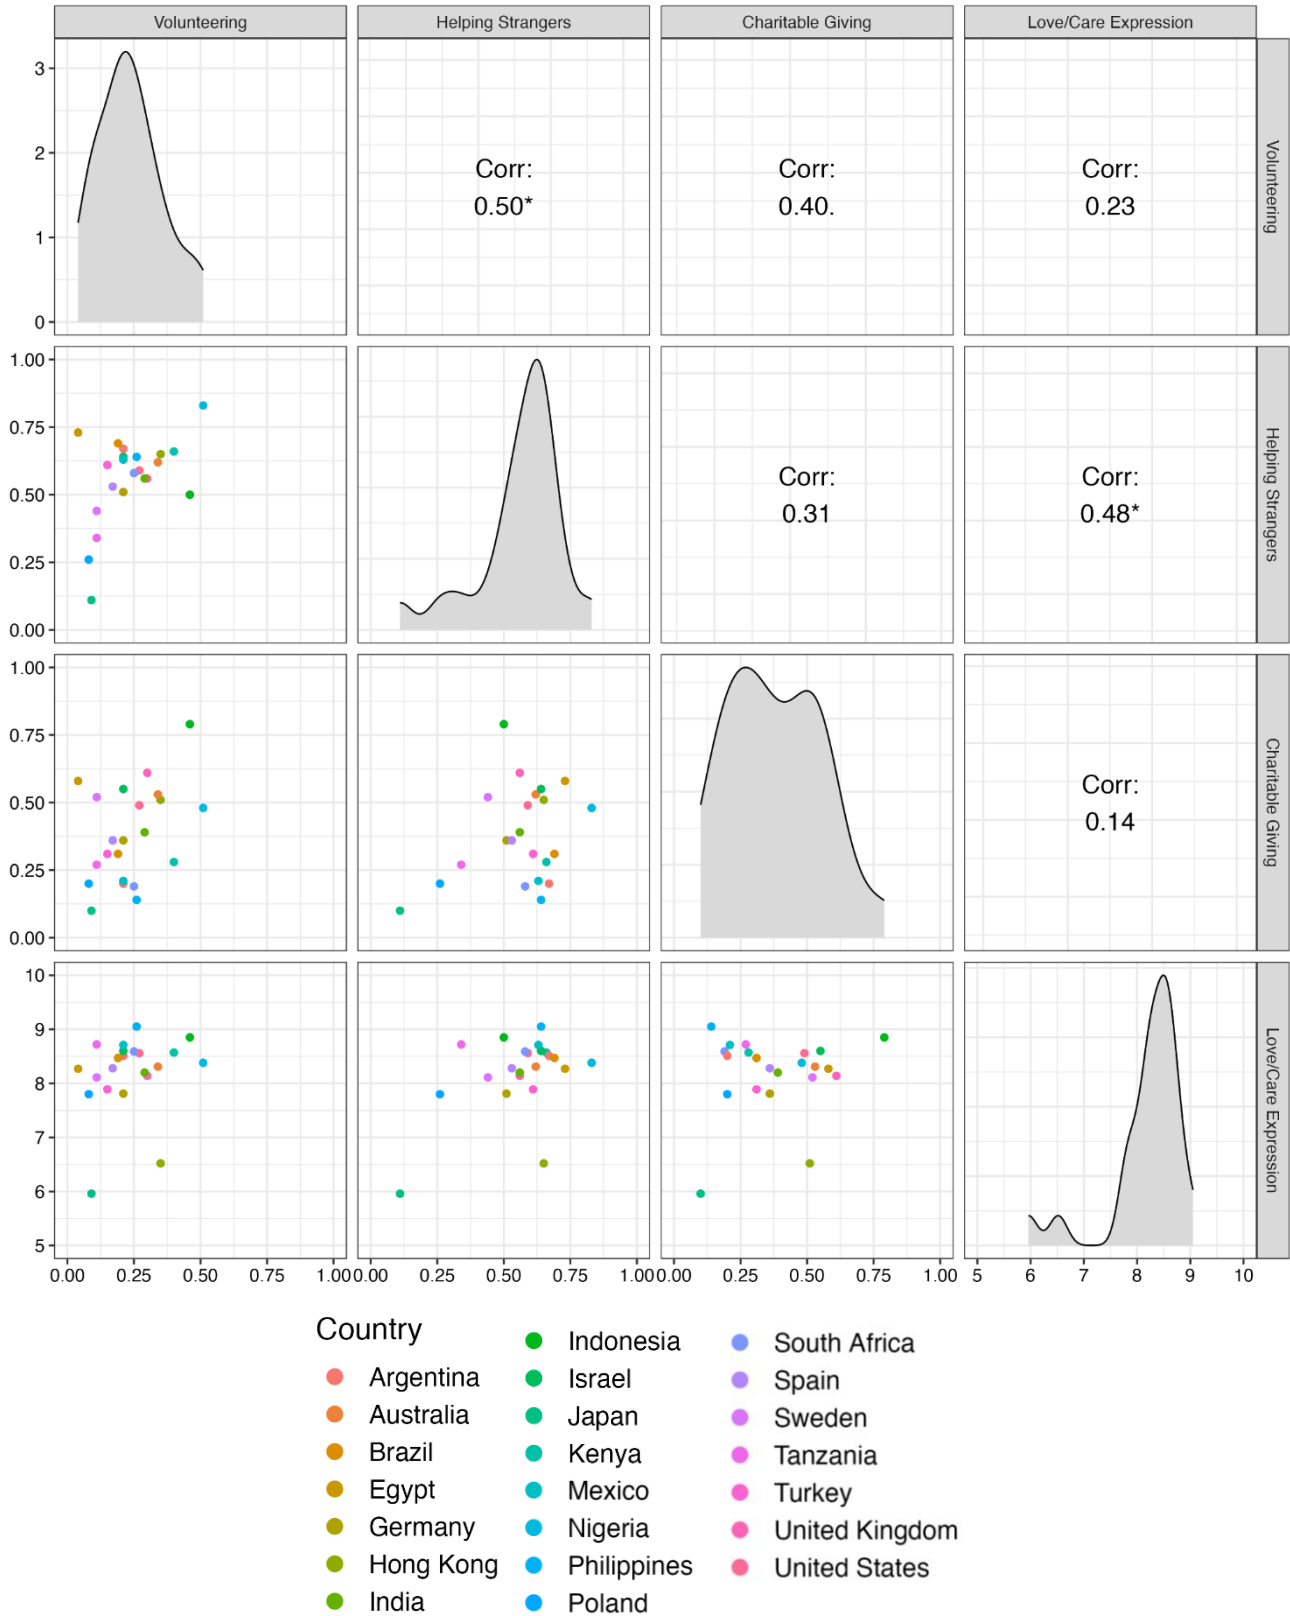 Volunteering Helping Strangers Charitable Giving Love/Care Expression
3
2
1
0
Corr:
0.50*
Corr:
0.40.
Corr:
0.23
Volunteering
1.00
0.75
0.50
0.25
0.00
Corr:
0.31
Corr:
0.48*
Helping Strangers
1.00
0.75
0.50
0.25
0.00
Corr:
0.14
Charitable Giving
10
9
8
7
6
5
Love/Care Expression
0.00 0.25 0.50 0.75 1.00 0.00 0.25 0.50 0.75 1.00 0.00 0.25 0.50 0.75 1.00 5 6 7 8 9 10
Country
Argentina
Australia
Brazil
Egypt
Germany
Hong Kong
India
Indonesia
Israel
Japan
Kenya
Mexico
Nigeria
Philippines
Poland
South Africa
Spain
Sweden
Tanzania
Turkey
United Kingdom
United States